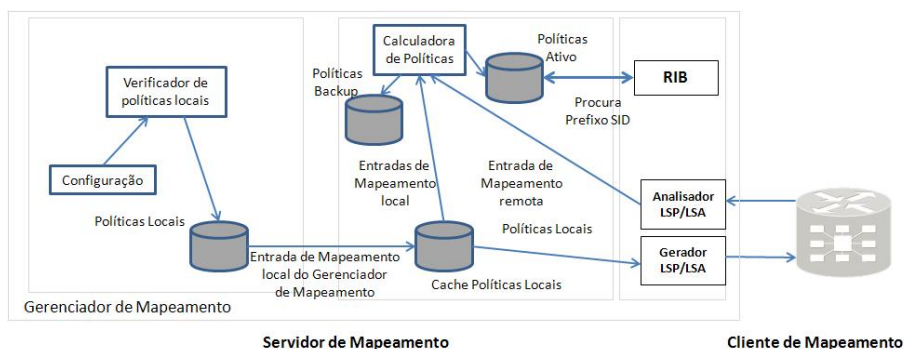 Verificador de
políticas locais
Configuração
Políticas Locais
Gerenciador de Mapeamento
Calculadora
de Políticas
Políticas
Ativo
Políticas
Backup
RIB
Procura
Prefixo SID
Entradas de
Mapeamento
local
Entrada de
Mapeamento
remota
Analisador
LSP/LSA
Políticas Locais
Gerador
LSP/LSA
Entrada de Mapeamento
local do Gerenciador
de Mapeamento
Cache Políticas Locais
Servidor de Mapeamento
Cliente de Mapeamento